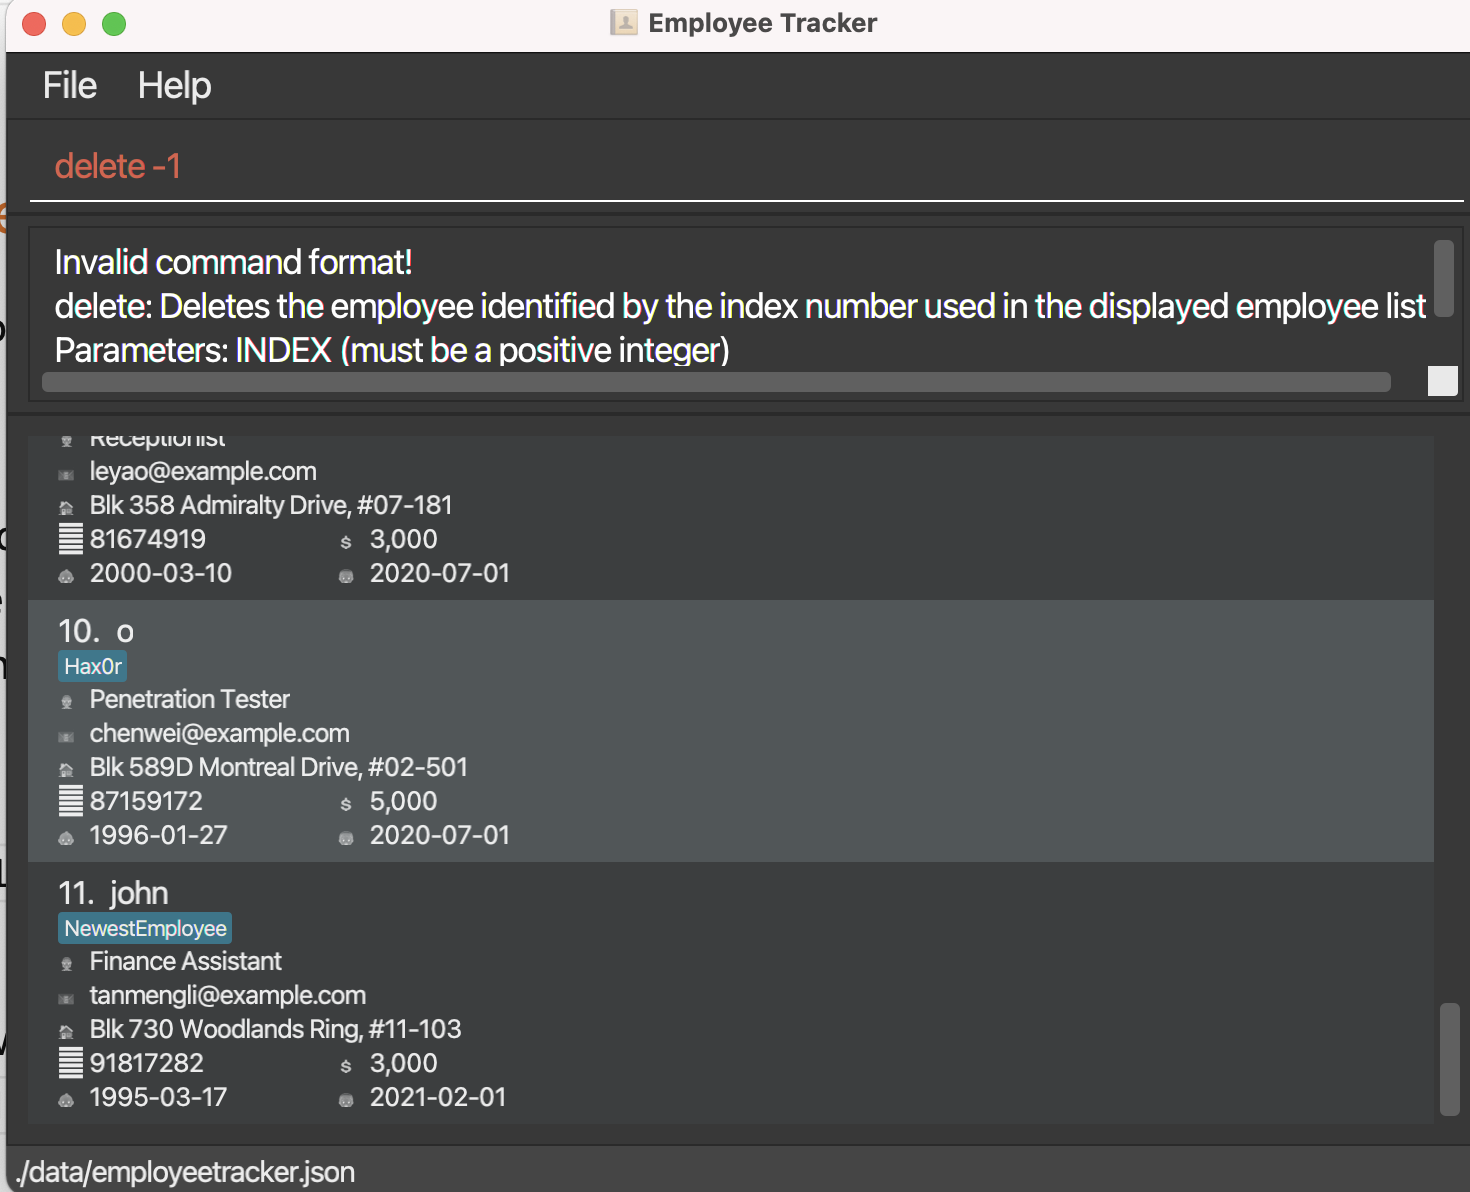 Employee Tracker
File Help
delete -1
Invalid command format!
delete: Deletes the employee identified by the index number used in the displayed employee list
Parameters: INDEX (must be a positive integer)
Receptionist
leyao@example.com
Blk 358 Admiralty Drive, #07-181
81674919 $ 3,000
2000-03-10 2020-07-01
10. o
Hax0r
Penetration Tester
chenwei@example.com
Blk 589D Montreal Drive, #02-501
87159172 $ 5,000
1996-01-27 2020-07-01
11. john
NewestEmployee
Finance Assistant
tanmengli@example.com
Blk 730 Woodlands Ring, #11-103
91817282 $ 3,000
1995-03-17 2021-02-01
./data/employeetracker.json